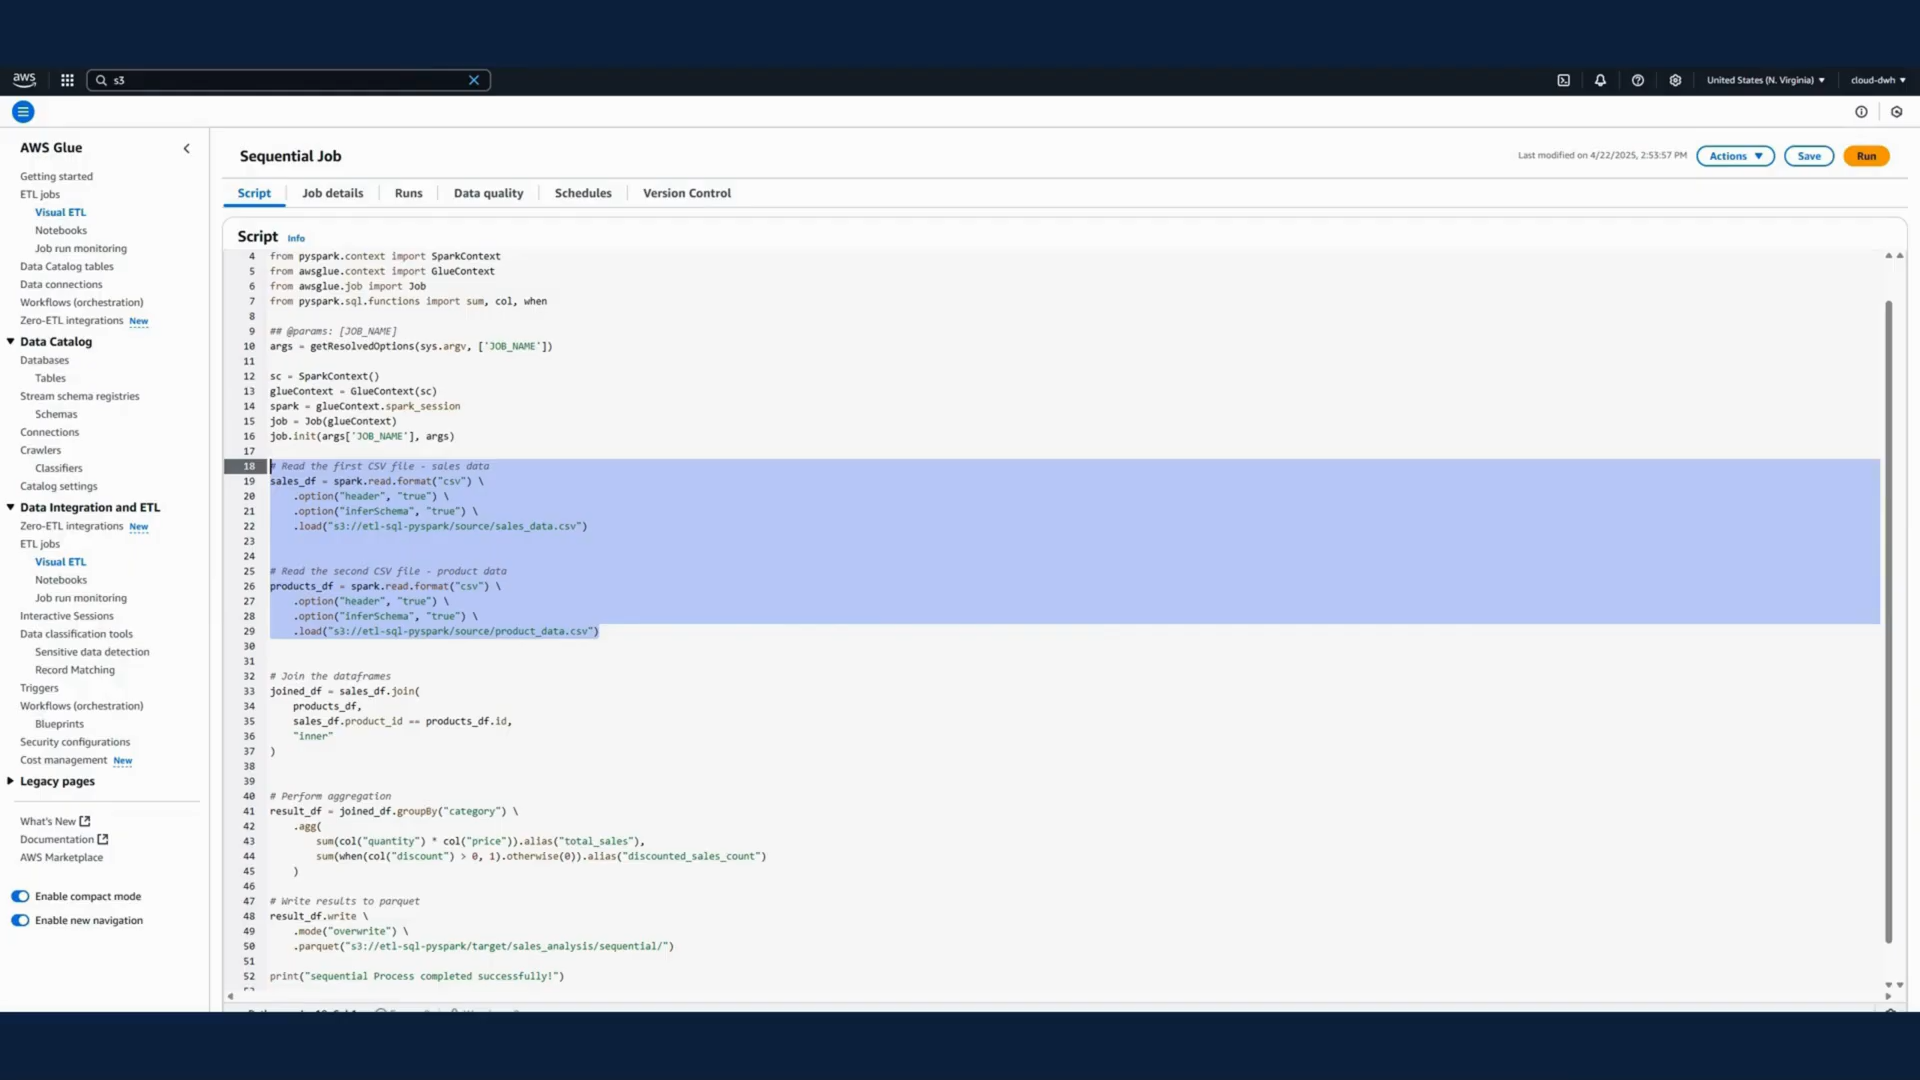 aws
s3
United States (N. Virginia)
cloud-dwh
AWS Glue
Getting started
ETL jobs
Visual ETL
Notebooks
Job run monitoring
Data Catalog tables
Data connections
Workflows (orchestration)
Zero-ETL integrations New
Data Catalog
Databases
Tables
Stream schema registries
Schemas
Connections
Crawlers
Classifiers
Catalog settings
Data Integration and ETL
Zero-ETL integrations New
ETL jobs
Visual ETL
Notebooks
Job run monitoring
Interactive Sessions
Data classification tools
Sensitive data detection
Record Matching
Triggers
Workflows (orchestration)
Blueprints
Security configurations
Cost management New
Legacy pages
What's New
Documentation
AWS Marketplace
Enable compact mode
Enable new navigation
Sequential Job
Last modified on 4/22/2025, 2:53:57 PM
Actions
Save
Run
Script
Job details
Runs
Data quality
Schedules
Version Control
Script Info
4 from pyspark.context import SparkContext
5 from awsglue.context import GlueContext
6 from awsglue.job import Job
7 from pyspark.sql.functions import sum, col, when
8
9 ## @params: [JOB_NAME]
10 args = getResolvedOptions(sys.argv, ['JOB_NAME'])
11
12 sc = SparkContext()
13 glueContext = GlueContext(sc)
14 spark = glueContext.spark_session
15 job = Job(glueContext)
16 job.init(args['JOB_NAME'], args)
17
18 # Read the first CSV file - sales data
19 sales_df = spark.read.format("csv") \
20 .option("header", "true") \
21 .option("inferSchema", "true") \
22 .load("s3://etl-sql-pyspark/source/sales_data.csv")
23
24
25 # Read the second CSV file - product data
26 products_df = spark.read.format("csv") \
27 .option("header", "true") \
28 .option("inferSchema", "true") \
29 .load("s3://etl-sql-pyspark/source/product_data.csv")
30
31
32 # Join the dataframes
33 joined_df = sales_df.join(
34 products_df,
35 sales_df.product_id == products_df.id,
36 "inner"
37 )
38
39
40 # Perform aggregation
41 result_df = joined_df.groupBy("category") \
42 .agg(
43 sum(col("quantity") * col("price")).alias("total_sales"),
44 sum(when(col("discount") > 0, 1).otherwise(0)).alias("discounted_sales_count")
45 )
46
47 # Write results to parquet
48 result_df.write \
49 .mode("overwrite") \
50 .parquet("s3://etl-sql-pyspark/target/sales_analysis/sequential/")
51
52 print("sequential Process completed successfully!")